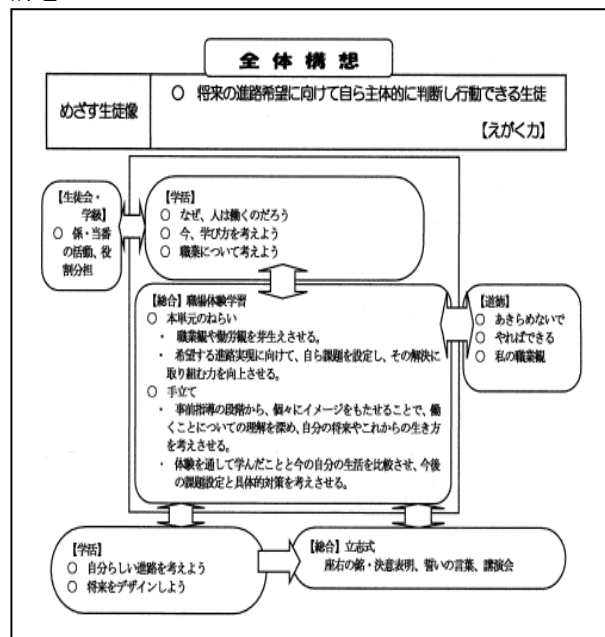 全体構想
めざす生徒像
○ 将来の進路希望に向けて自ら主体的に判断し行動できる生徒
【えがく力】
【生徒会・
学級】
○ 係・当番
の活動、役
割分担
【学活】
○ なぜ、人は働くのだろう
○ 今、学び方を考えよう
○ 職業について考えよう
【総合】職場体験学習
○ 本単元のねらい
・ 職業観や勤労観を芽生えさせる。
・ 希望する進路実現に向けて、自ら課題を設定し、その解決に
取り組む力を向上させる。
○ 手立て
・ 事前指導の段階から、個々にイメージをもたせることで、働
くことについての理解を深め、自分の将来やこれからの生き方
を考えさせる。
・ 体験を通して学んだことと今の自分の生活を比較させ、今後
の課題設定と具体的対策を考えさせる。
【道徳】
○ あきらめないで
○ やればできる
○ 私の職業観
【学活】
○ 自分らしい進路を考えよう
○ 将来をデザインしよう
【総合】立志式
座右の銘・決意表明、誓いの言葉、講演会